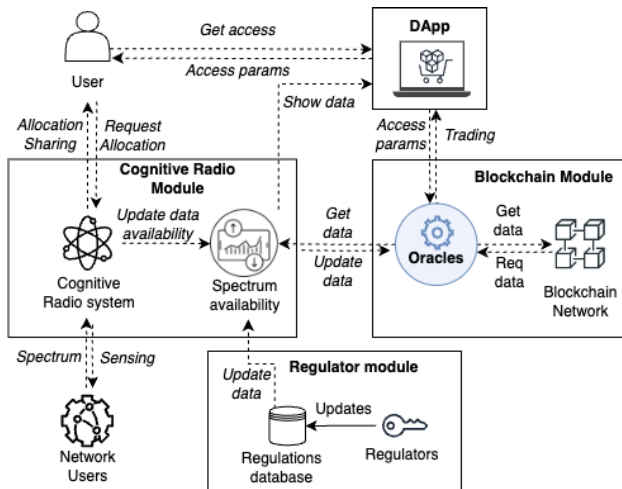 Get access
DApp
Access params
User
Show data
Allocation
Sharing
Request
Allocation
Access
params
Trading
Cognitive Radio
Module
Blockchain Module
Update data
availability
Get
data
Update
data
Oracles
Get
data
Req
data
Cognitive
Radio system
Spectrum
availability
Blockchain
Network
Spectrum
Sensing
Update
data
Regulator module
Updates
Network
Users
Regulations
database
Regulators